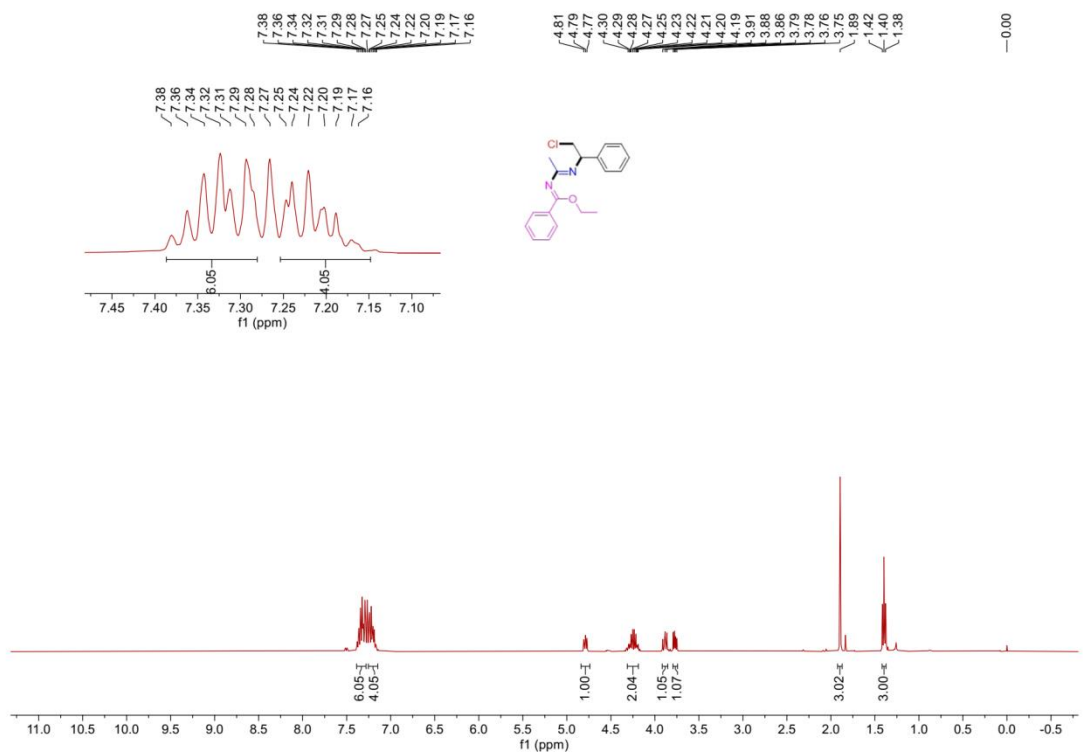 7.38 7.36 7.34 7.32 7.31 7.29 7.28 7.27 7.25 7.24 7.22 7.20 7.19 7.17 7.16
4.81 4.79 4.77 4.30 4.29 4.28 4.27 4.25 4.23 4.22 4.21 4.20 4.19 3.91 3.88 3.86 3.79 3.78 3.76 3.75 1.89 1.42 1.40 1.38
0.00
7.38 7.36 7.34 7.32 7.31 7.29 7.28 7.27 7.25 7.24 7.22 7.20 7.19 7.17 7.16
Cl
N
N
O
6.05 4.05
7.45 7.40 7.35 7.30 7.25 7.20 7.15 7.10
f1 (ppm)
6.05 4.05 1.00 2.04 1.05 1.07 3.02 3.00
11.0 10.5 10.0 9.5 9.0 8.5 8.0 7.5 7.0 6.5 6.0 5.5 5.0 4.5 4.0 3.5 3.0 2.5 2.0 1.5 1.0 0.5 0.0 -0.5
f1 (ppm)